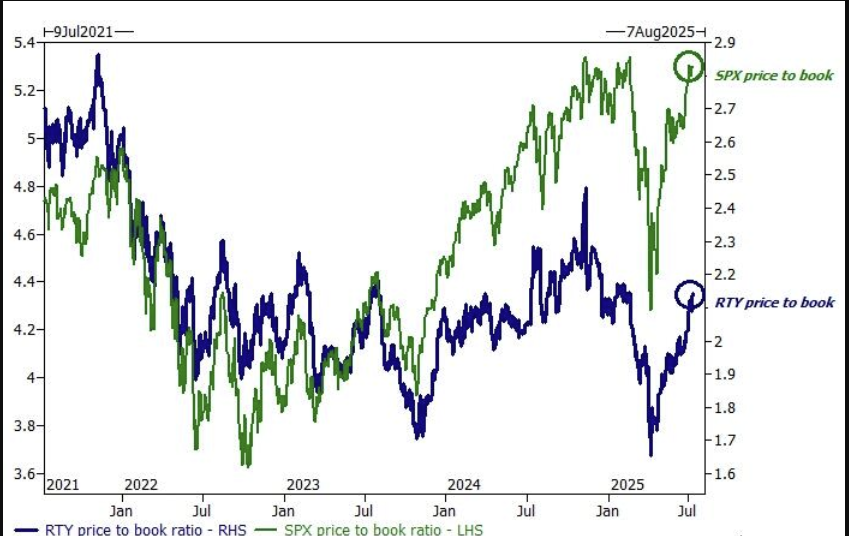 9Jul2021
7Aug2025
5.4
5.2
5
4.8
4.6
4.4
4.2
4
3.8
3.6
2.9
2.7
2.6
2.5
2.4
2.3
2.2
2
1.9
1.8
1.7
1.6
SPX price to book
RTY price to book
2021
2022
2023
2024
2025
Jan
Jul
Jan
Jul
Jan
Jul
Jan
Jul
RTY price to book ratio - RHS
SPX price to book ratio - LHS